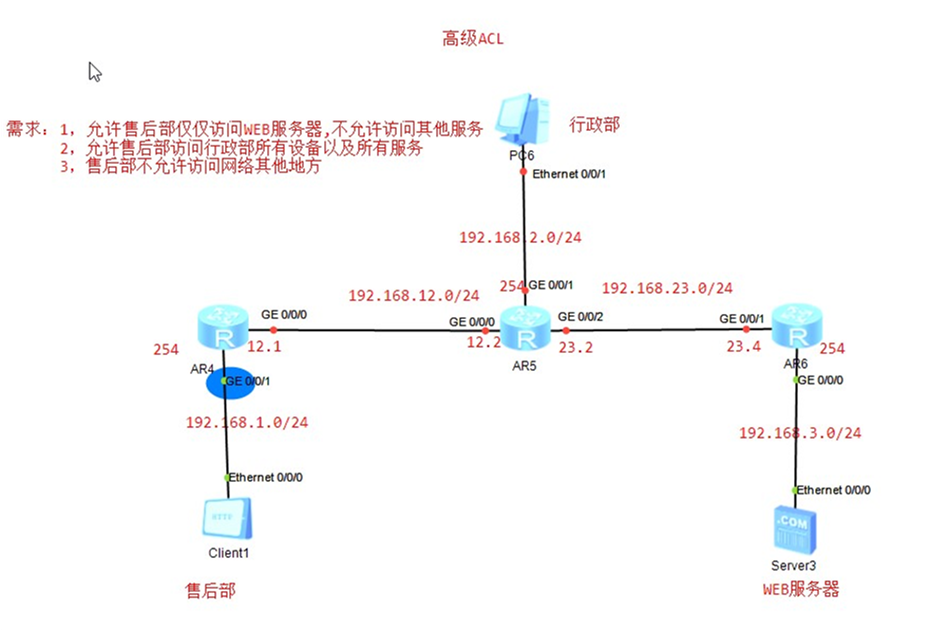 高级ACL
需求: 1, 允许售后部仅仅访问WEB服务器,不允许访问其他服务
2, 允许售后部访问行政部所有设备以及所有服务
3, 售后部不允许访问网络其他地方
行政部
PC6
Ethernet 0/0/1
192.168.2.0/24
254
GE 0/0/1
192.168.12.0/24
192.168.23.0/24
GE 0/0/0
GE 0/0/0
GE 0/0/2
GE 0/0/1
R
R
R
254
12.1
12.2
23.2
23.4
254
AR4
AR5
AR6
GE 0/0/1
GE 0/0/0
192.168.1.0/24
192.168.3.0/24
Ethernet 0/0/0
Ethernet 0/0/0
HTTP
.COM
Client1
Server3
售后部
WEB服务器